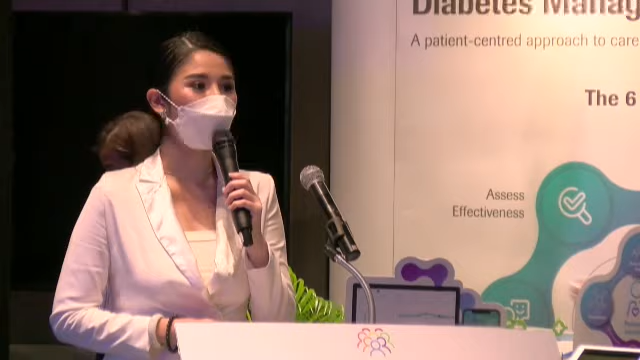 Diabetes Manag
A patient-centred approach to care
The 6
Assess
Effectiveness